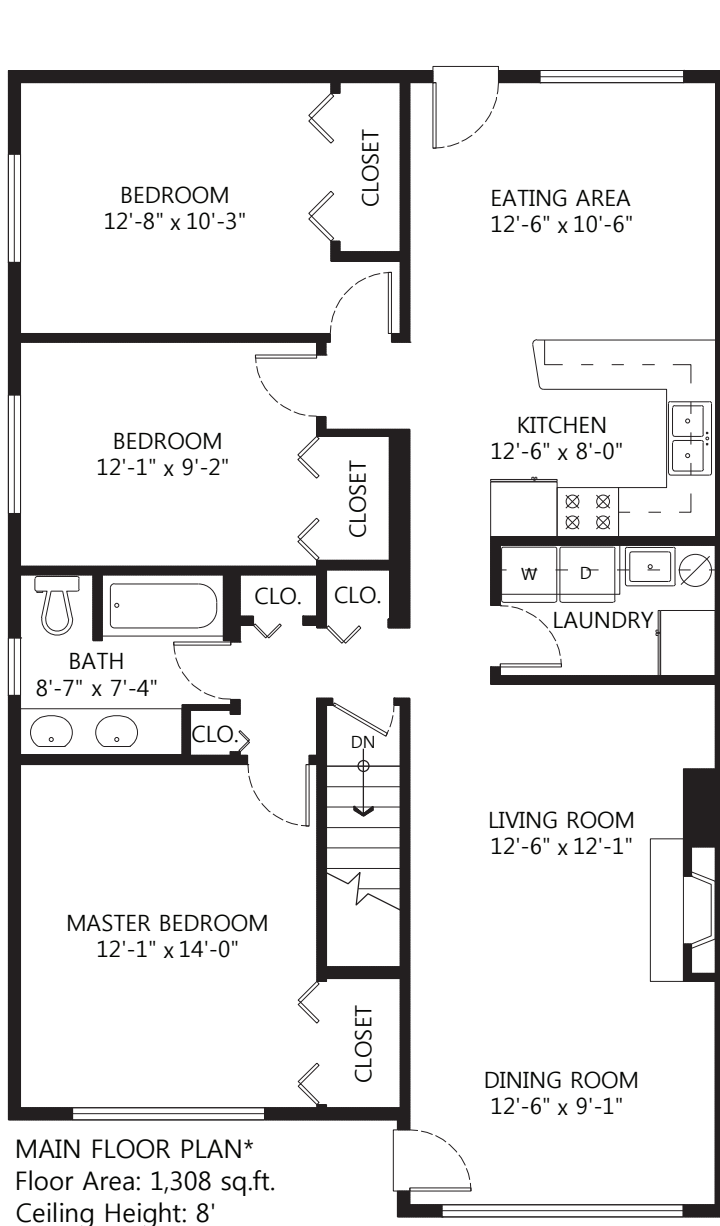 BEDROOM
12'-8" x 10'-3"
CLOSET
EATING AREA
12'-6" x 10'-6"
BEDROOM
12'-1" x 9'-2"
CLOSET
KITCHEN
12'-6" x 8'-0"
W
D
LAUNDRY
CLO.
CLO.
BATH
8'-7" x 7'-4"
CLO.
DN
LIVING ROOM
12'-6" x 12'-1"
MASTER BEDROOM
12'-1" x 14'-0"
CLOSET
DINING ROOM
12'-6" x 9'-1"
MAIN FLOOR PLAN*
Floor Area: 1,308 sq.ft.
Ceiling Height: 8'